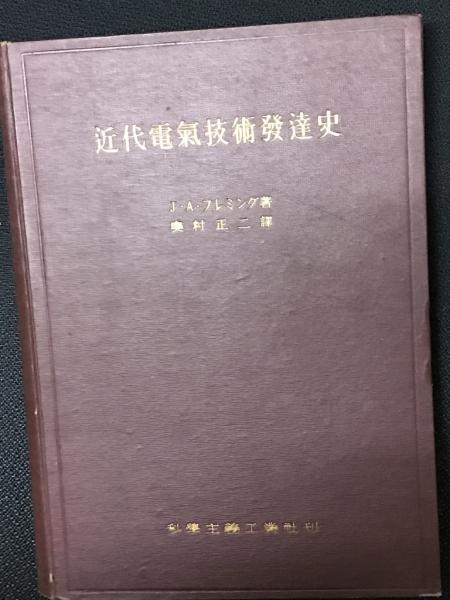 近代電氣技術發達史
J・A・フレミング著
奥村正二譯
科學主義工業社刊